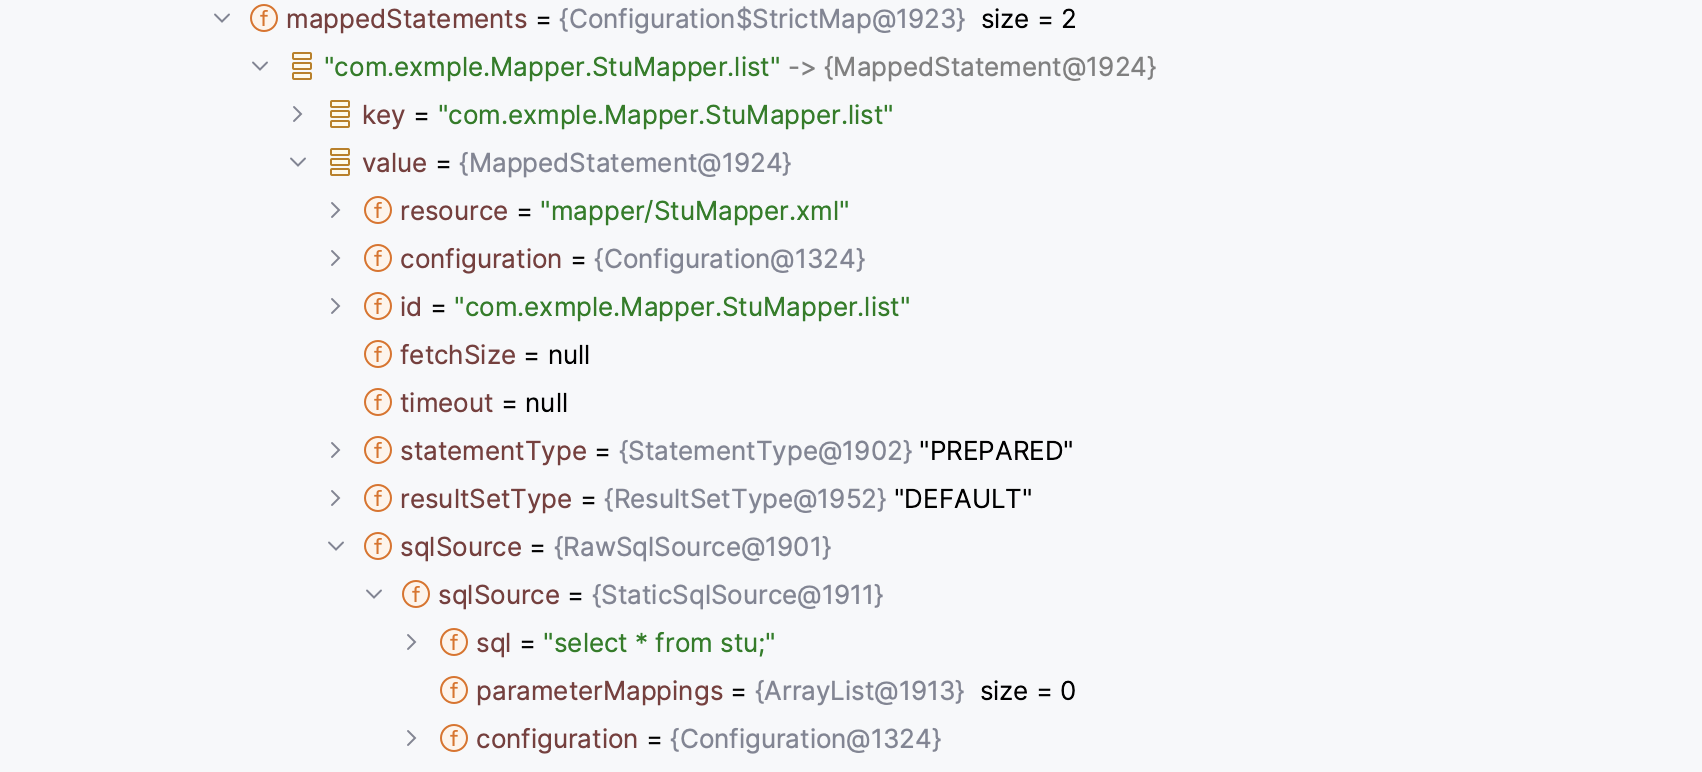 mappedStatements = {Configuration$StrictMap@1923} size = 2
"com.exmple.Mapper.StuMapper.list" -> {MappedStatement@1924}
key = "com.exmple.Mapper.StuMapper.list"
value = {MappedStatement@1924}
resource = "mapper/StuMapper.xml"
configuration = {Configuration@1324}
id = "com.exmple.Mapper.StuMapper.list"
fetchSize = null
timeout = null
statementType = {StatementType@1902} "PREPARED"
resultSetType = {ResultSetType@1952} "DEFAULT"
sqlSource = {RawSqlSource@1901}
sqlSource = {StaticSqlSource@1911}
sql = "select * from stu;"
parameterMappings = {ArrayList@1913} size = 0
configuration = {Configuration@1324}